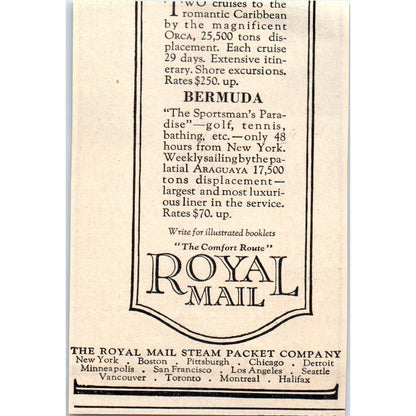 TWO cruises to the
romantic Caribbean
by the magnificent
ORCA, 25,500 tons dis-
placement. Each cruise
29 days. Extensive itin-
erary. Shore excursions.
Rates $250. up.
BERMUDA
"The Sportsman's Para-
dise"—golf, tennis,
bathing, etc.—only 48
hours from New York.
Weekly sailing by the pa-
latial ARAGUAYA 17,500
tons displacement—
largest and most luxuri-
ous liner in the service.
Rates $70. up.
Write for illustrated booklets
"The Comfort Route"
ROYAL
MAIL
THE ROYAL MAIL STEAM PACKET COMPANY
New York . Boston . Pittsburgh . Chicago . Detroit
Minneapolis . San Francisco . Los Angeles . Seattle
Vancouver . Toronto . Montreal . Halifax